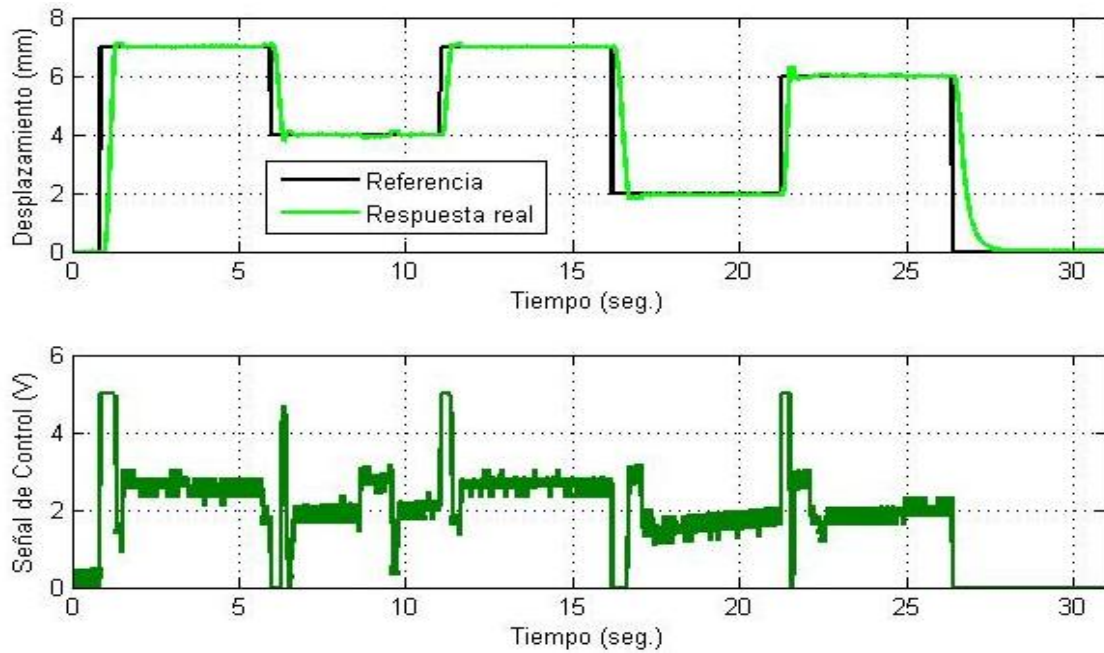 Desplazamiento (mm)
8
6
4
2
0
Referencia
Respuesta real
0 5 10 15 20 25 30
Tiempo (seg.)
Señal de Control (V)
6
4
2
0
0 5 10 15 20 25 30
Tiempo (seg.)